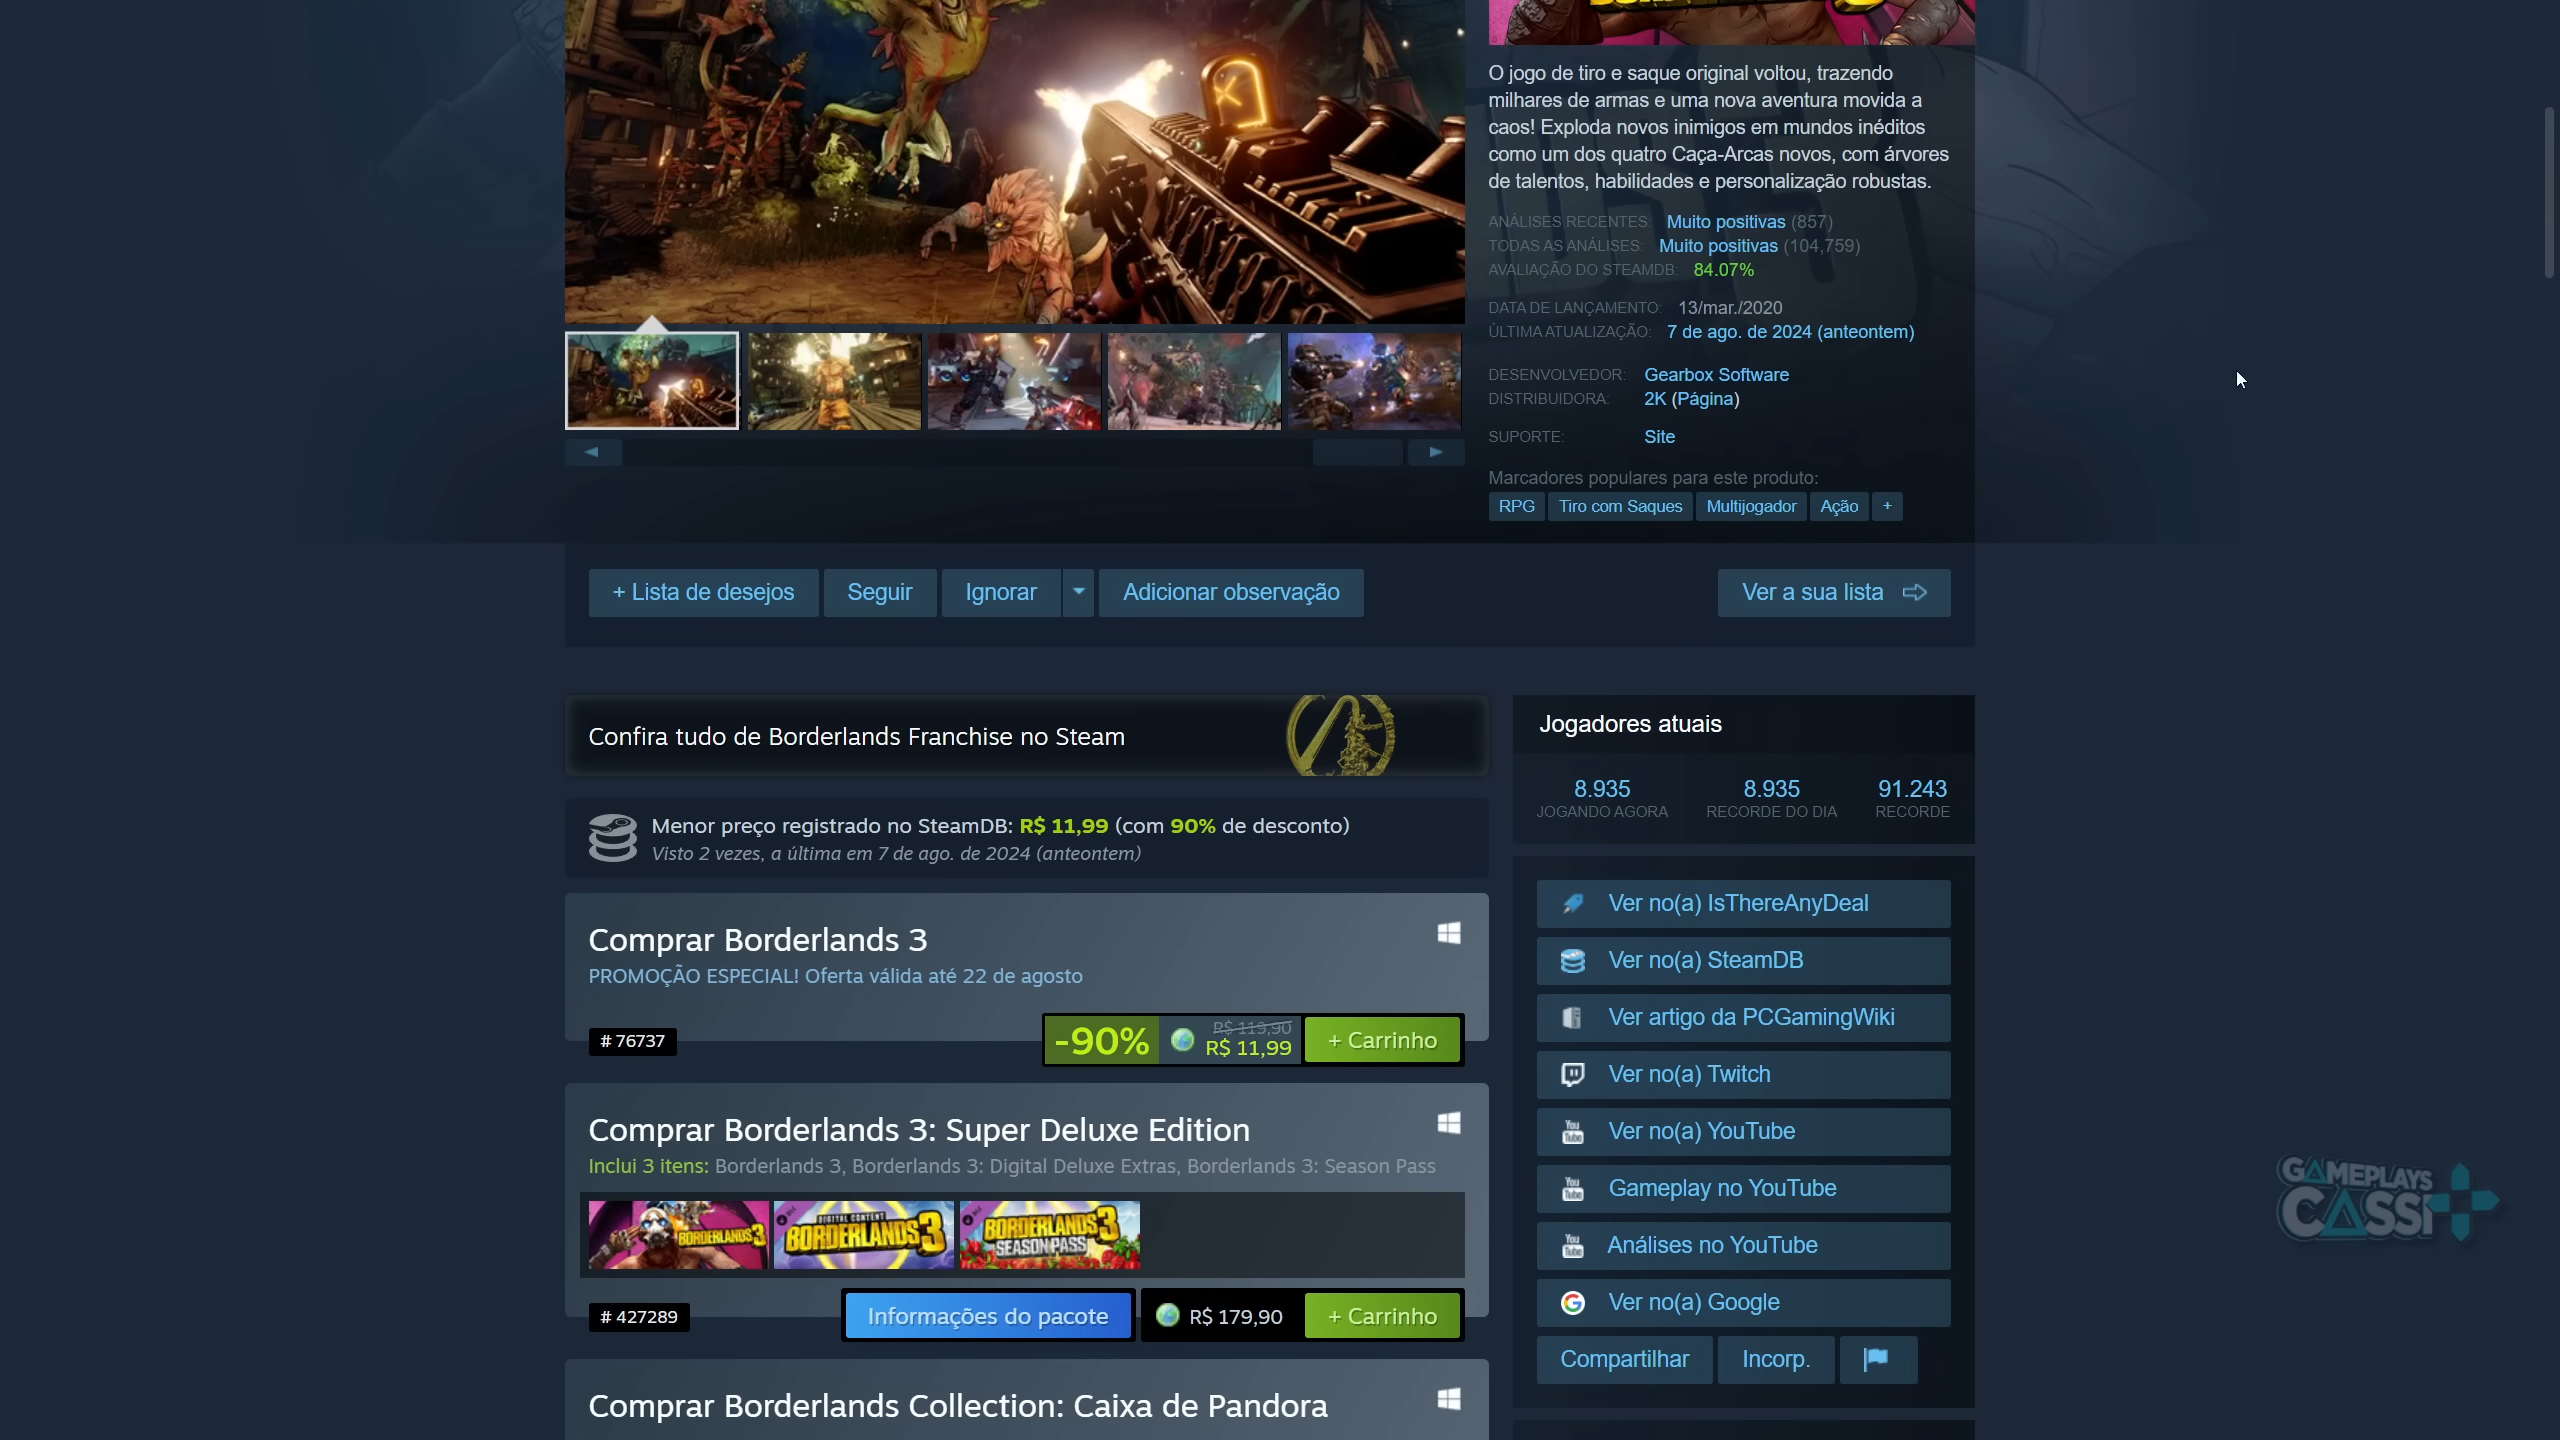 O jogo de tiro e saque original voltou, trazendo
milhares de armas e uma nova aventura movida a
caos! Exploda novos inimigos em mundos inéditos
como um dos quatro Caça-Arcas novos, com árvores
de talentos, habilidades e personalização robustas.
ANÁLISES RECENTES: Muito positivas (857)
TODAS AS ANÁLISES: Muito positivas (104,759)
AVALIAÇÃO DO STEAMDB: 84.07%
DATA DE LANÇAMENTO: 13/mar./2020
ÚLTIMA ATUALIZAÇÃO: 7 de ago. de 2024 (anteontem)
DESENVOLVEDOR: Gearbox Software
DISTRIBUIDORA: 2K (Página)
SUPORTE: Site
Marcadores populares para este produto:
RPG Tiro com Saques Multijogador Ação +
+ Lista de desejos Seguir Ignorar Adicionar observação Ver a sua lista
Confira tudo de Borderlands Franchise no Steam
Menor preço registrado no SteamDB: R$ 11,99 (com 90% de desconto)
Visto 2 vezes, a última em 7 de ago. de 2024 (anteontem)
Comprar Borderlands 3
PROMOÇÃO ESPECIAL! Oferta válida até 22 de agosto
# 76737
-90% R$ 119,90 R$ 11,99 + Carrinho
Comprar Borderlands 3: Super Deluxe Edition
Inclui 3 itens: Borderlands 3, Borderlands 3: Digital Deluxe Extras, Borderlands 3: Season Pass
BORDERLANDS 3
DIGITAL CONTENT
BORDERLANDS 3
BORDERLANDS 3
SEASON PASS
# 427289
Informações do pacote R$ 179,90 + Carrinho
Comprar Borderlands Collection: Caixa de Pandora
Jogadores atuais
8.935 8.935 91.243
JOGANDO AGORA RECORDE DO DIA RECORDE
Ver no(a) IsThereAnyDeal
Ver no(a) SteamDB
Ver artigo da PCGamingWiki
Ver no(a) Twitch
Ver no(a) YouTube
Gameplay no YouTube
Análises no YouTube
Ver no(a) Google
Compartilhar Incorp.
GAMEPLAYS
CASSI